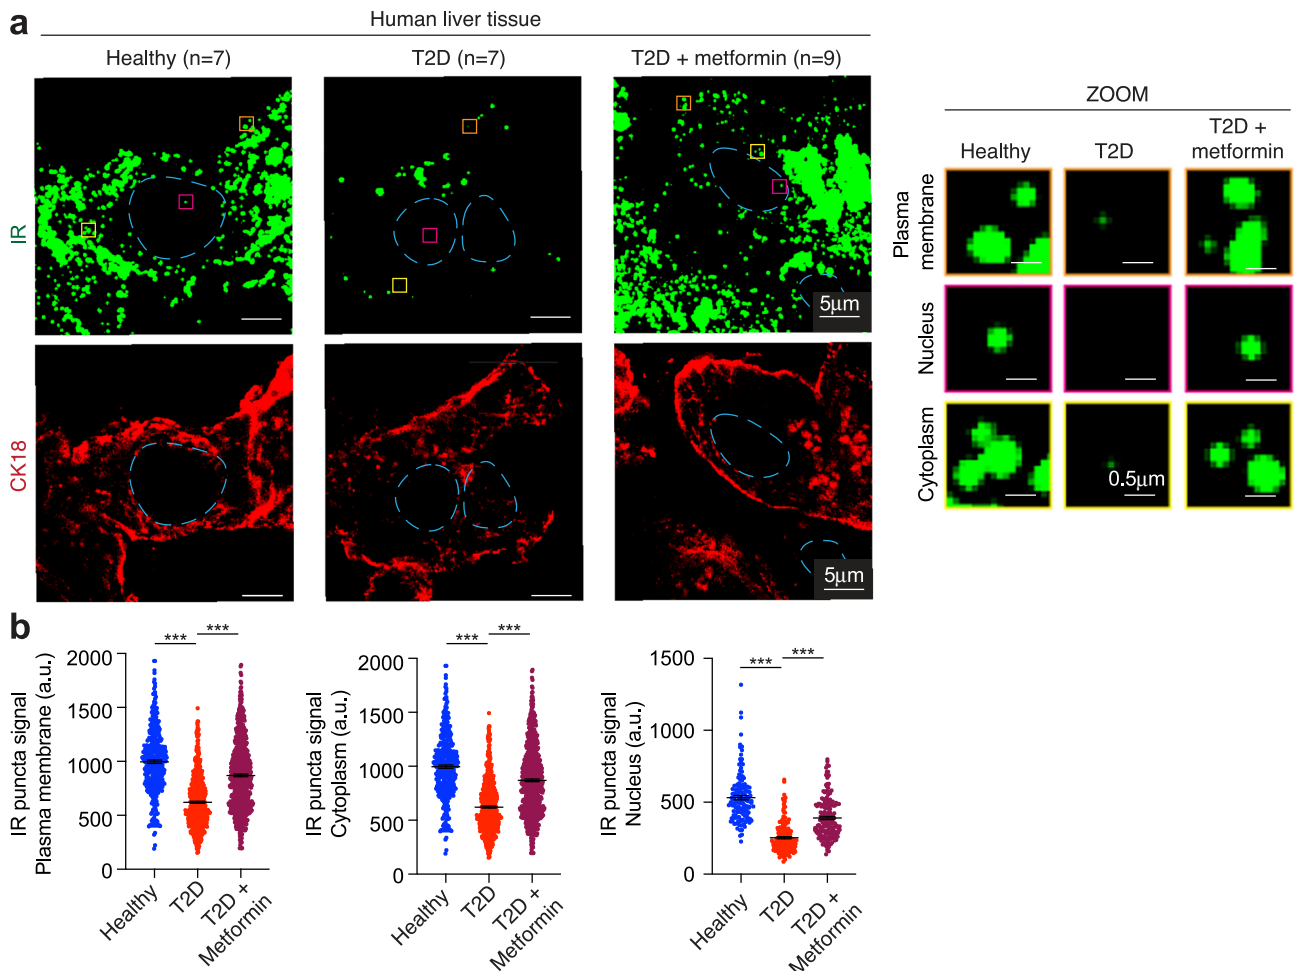 a
Human liver tissue
Healthy (n=7)
T2D (n=7)
T2D + metformin (n=9)
IR
5μm
CK18
5μm
ZOOM
Healthy
T2D
T2D +
metformin
Plasma
membrane
Nucleus
Cytoplasm
0.5μm
b
IR puncta signal
Plasma membrane (a.u.)
2000
1500
1000
500
0
***
***
Healthy
T2D
T2D +
Metformin
IR puncta signal
Cytoplasm (a.u.)
2000
1500
1000
500
0
***
***
Healthy
T2D
T2D +
Metformin
IR puncta signal
Nucleus (a.u.)
1500
1000
500
0
***
***
Healthy
T2D
T2D +
Metformin